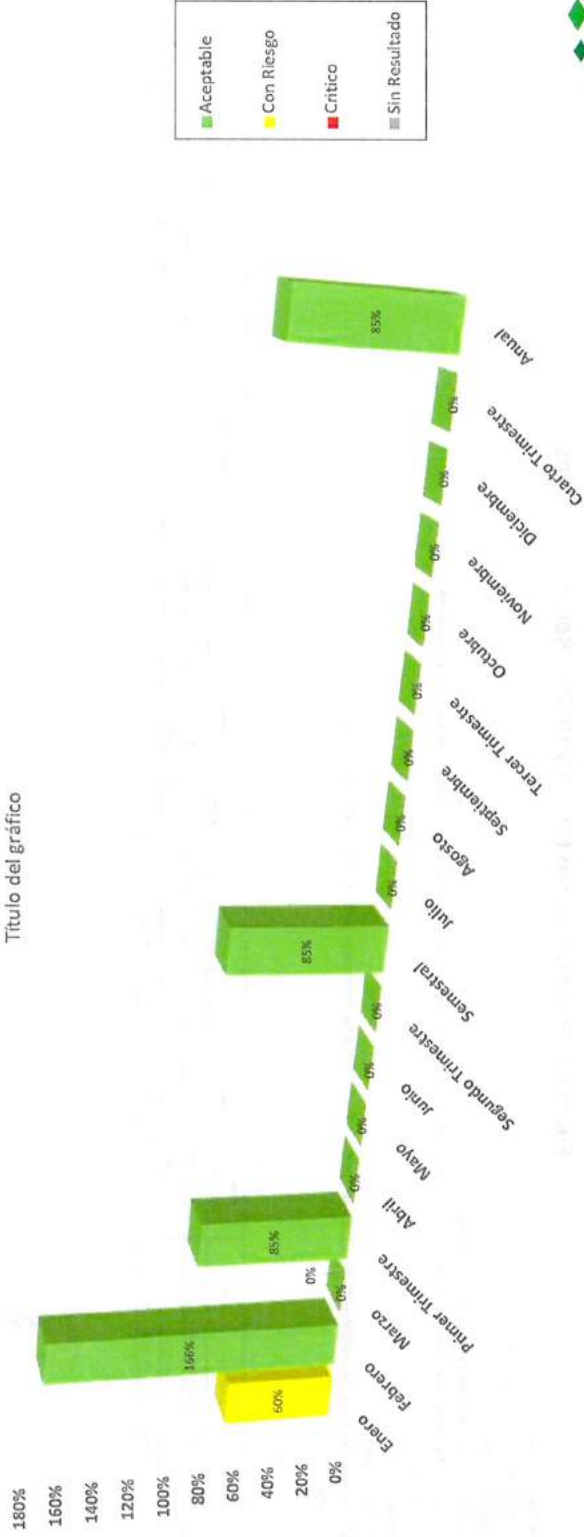 Título del gráfico
180%
160%
140%
120%
100%
80%
60%
40%
20%
0%
60%
166%
0%
0%
85%
0%
0%
0%
0%
85%
0%
0%
0%
0%
0%
0%
0%
0%
85%
Enero
Febrero
Marzo
Primer Trimestre
Abril
Mayo
Junio
Segundo Trimestre
Semestral
Julio
Agosto
Septiembre
Tercer Trimestre
Octubre
Noviembre
Diciembre
Cuarto Trimestre
Anual
Aceptable
Con Riesgo
Critico
Sin Resultado